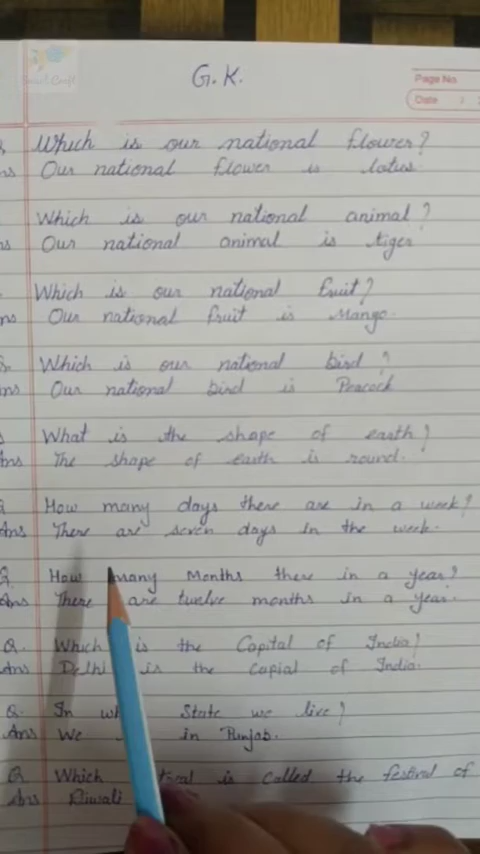 G.K.
Page No.
Date
Which is our national flower?
ns Our national flower is lotus
Which is our national animal?
ns Our national animal is tiger
Which is our national fruit?
ns Our national fruit is Mango.
Which is our national bird?
ns Our national bird is Peacock
What is the shape of earth?
Ans The shape of earth is round.
How many days there are in a week?
Ans There are seven days in the week.
Q. How many Months there in a year?
Ans There are twelve months in a year.
Q. Which is the Capital of India?
Ans Delhi is the Capial of India.
Q. In State we live?
Ans We in Punjab.
Q. Which is called the festival of
Ans Diwali